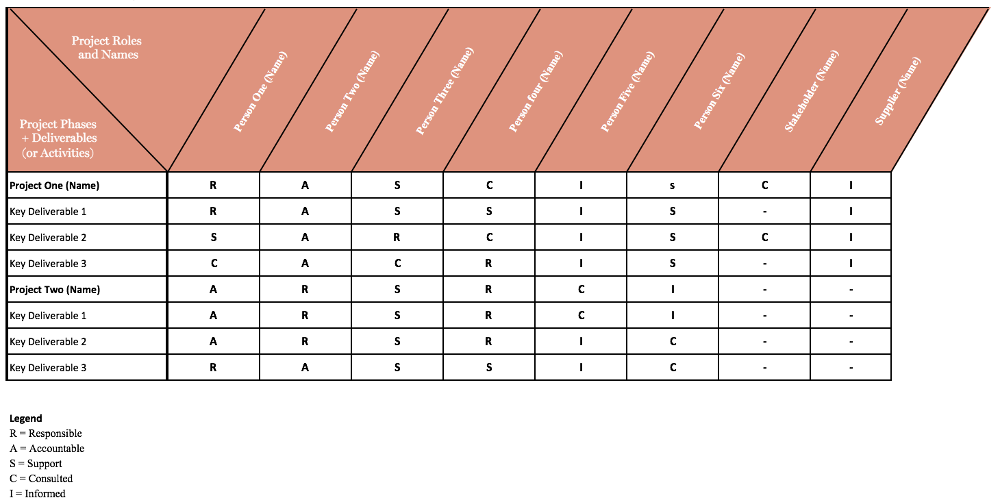 Project Roles
and Names
Project Phases
+ Deliverables
(or Activities)
Person One (Name)
Person Two (Name)
Person Three (Name)
Person four (Name)
Person Five (Name)
Person Six (Name)
Stakeholder (Name)
Supplier (Name)
Project One (Name) R A S C I s C I
Key Deliverable 1 R A S S I S - I
Key Deliverable 2 S A R C I S C I
Key Deliverable 3 C A C R I S - I
Project Two (Name) A R S R C I - -
Key Deliverable 1 A R S R C I - -
Key Deliverable 2 A R S R I C - -
Key Deliverable 3 R A S S I C - -
Legend
R = Responsible
A = Accountable
S = Support
C = Consulted
I = Informed